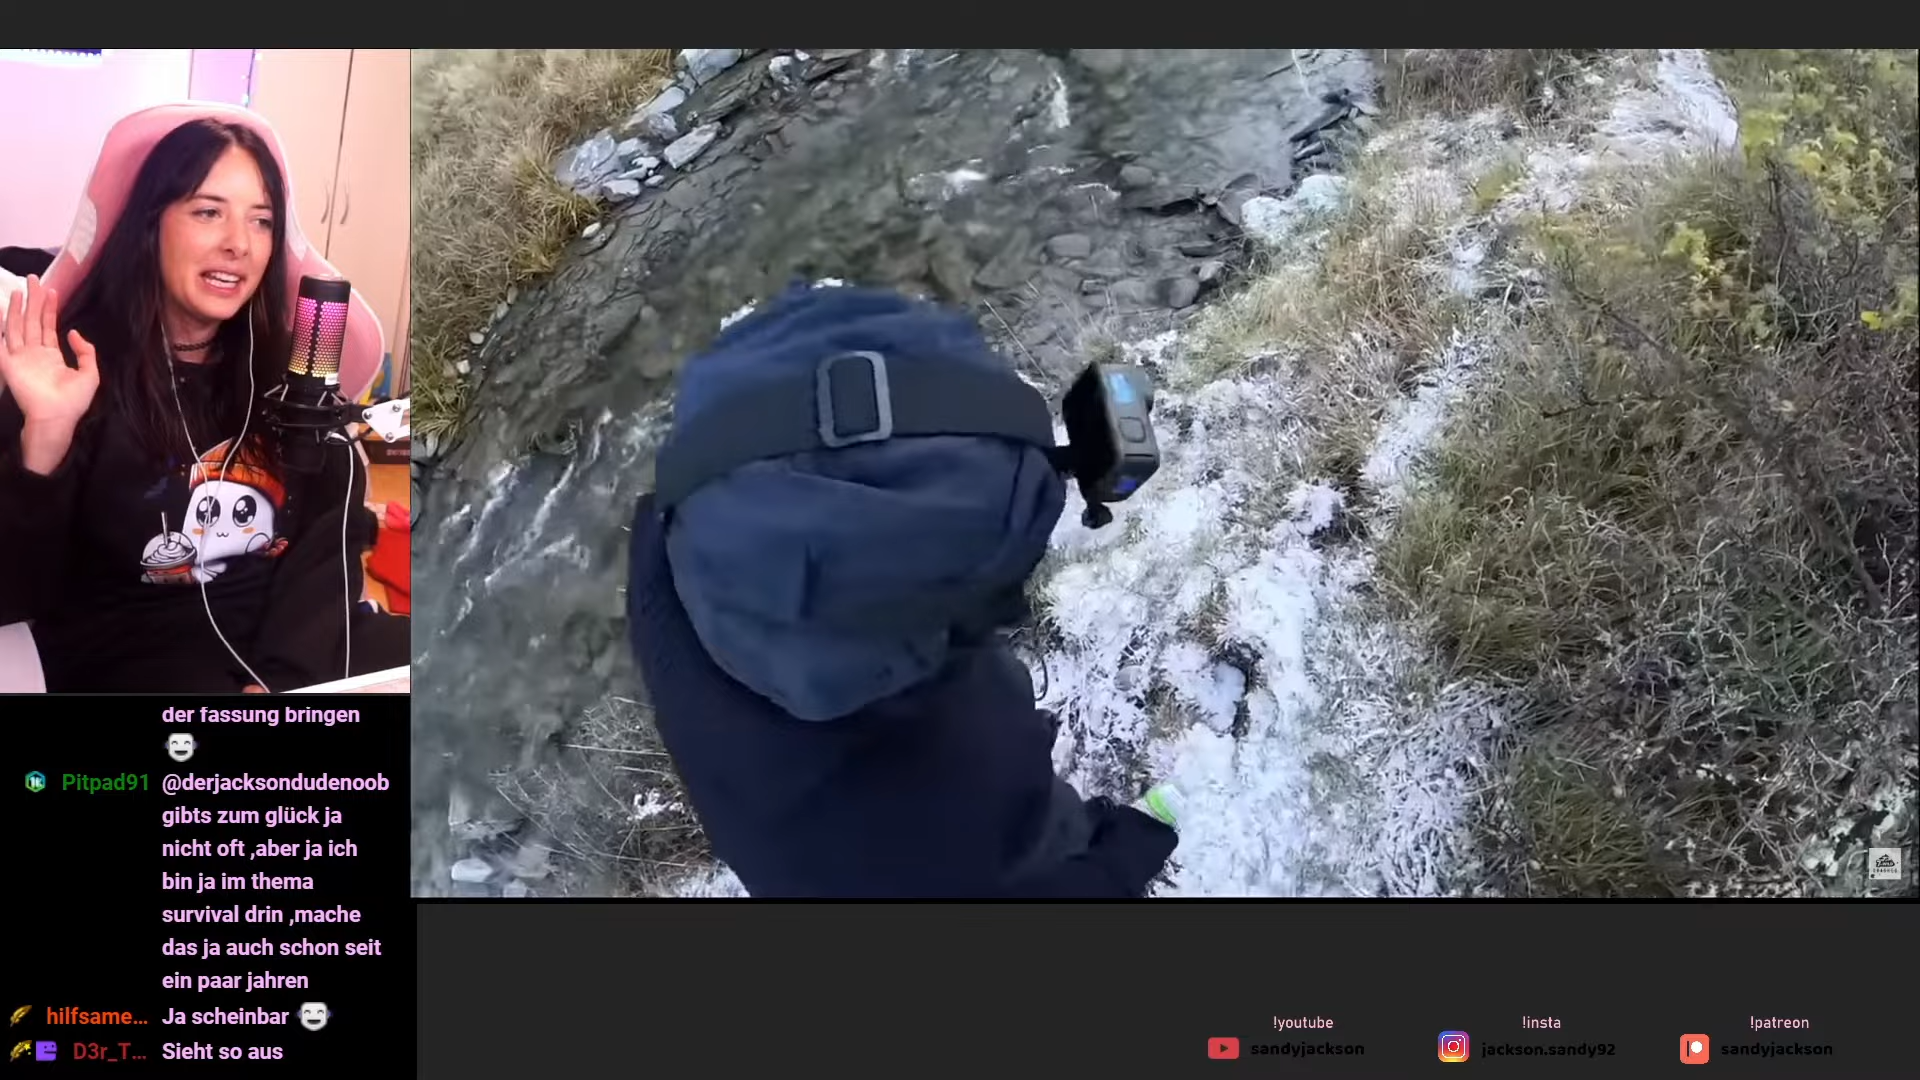 der fassung bringen
Pitpad91 @derjacksondudenoob
gibts zum glück ja
nicht oft ,aber ja ich
bin ja im thema
survival drin ,mache
das ja auch schon seit
ein paar jahren
hilfsame... Ja scheinbar
D3r_T... Sieht so aus
!youtube
sandyjackson
!insta
jackson.sandy92
!patreon
sandyjackson